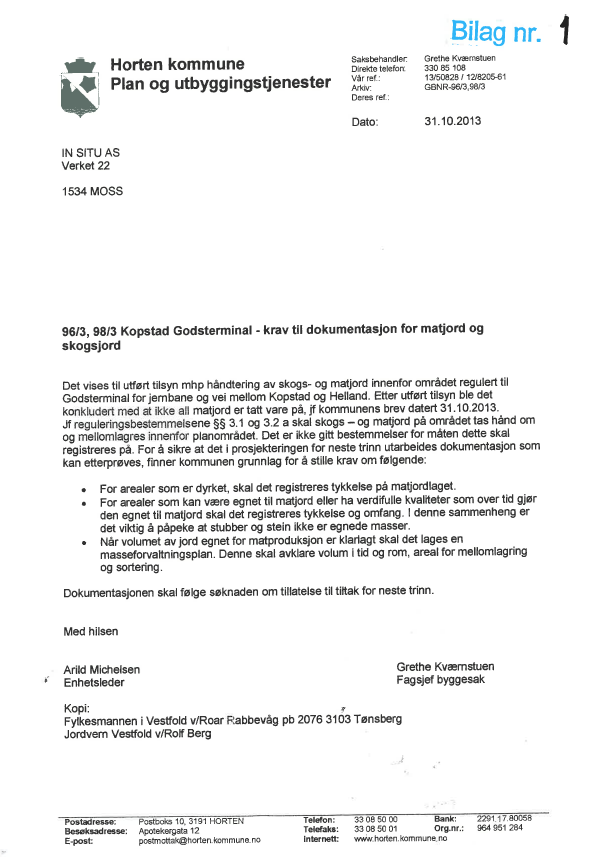 Bilag nr. 1
Horten kommune
Plan og utbyggingstjenester
Saksbehandler: Grethe Kværnstuen
Direkte telefon: 330 85 108
Vår ref.: 13/50828 / 12/8205-61
Arkiv: GBNR-96/3,98/3
Deres ref.:
Dato: 31.10.2013
IN SITU AS
Verket 22
1534 MOSS
96/3, 98/3 Kopstad Godsterminal - krav til dokumentasjon for matjord og
skogsjord
Det vises til utført tilsyn mhp håndtering av skogs- og matjord innenfor området regulert til
Godsterminal for jernbane og vei mellom Kopstad og Helland. Etter utført tilsyn ble det
konkludert med at ikke all matjord er tatt vare på, jf kommunens brev datert 31.10.2013.
Jf reguleringsbestemmelsene §§ 3.1 og 3.2 a skal skogs – og matjord på området tas hånd om
og mellomlagres innenfor planområdet. Det er ikke gitt bestemmelser for måten dette skal
registreres på. For å sikre at det i prosjekteringen for neste trinn utarbeides dokumentasjon som
kan etterprøves, finner kommunen grunnlag for å stille krav om følgende:
• For arealer som er dyrket, skal det registreres tykkelse på matjordlaget.
• For arealer som kan være egnet til matjord eller ha verdifulle kvaliteter som over tid gjør
den egnet til matjord skal det registreres tykkelse og omfang. I denne sammenheng er
det viktig å påpeke at stubber og stein ikke er egnede masser.
• Når volumet av jord egnet for matproduksjon er klarlagt skal det lages en
masseforvaltningsplan. Denne skal avklare volum i tid og rom, areal for mellomlagring
og sortering.
Dokumentasjonen skal følge søknaden om tillatelse til tiltak for neste trinn.
Med hilsen
Arild Michelsen Grethe Kværnstuen
Enhetsleder Fagsjef byggesak
Kopi:
Fylkesmannen i Vestfold v/Roar Rabbevåg pb 2076 3103 Tønsberg
Jordvern Vestfold v/Rolf Berg
Postadresse: Postboks 10, 3191 HORTEN Telefon: 33 08 50 00 Bank: 2291.17.80058
Besøksadresse: Apotekergata 12 Telefaks: 33 08 50 01 Org.nr.: 964 951 284
E-post: postmottak@horten.kommune.no Internett: www.horten.kommune.no